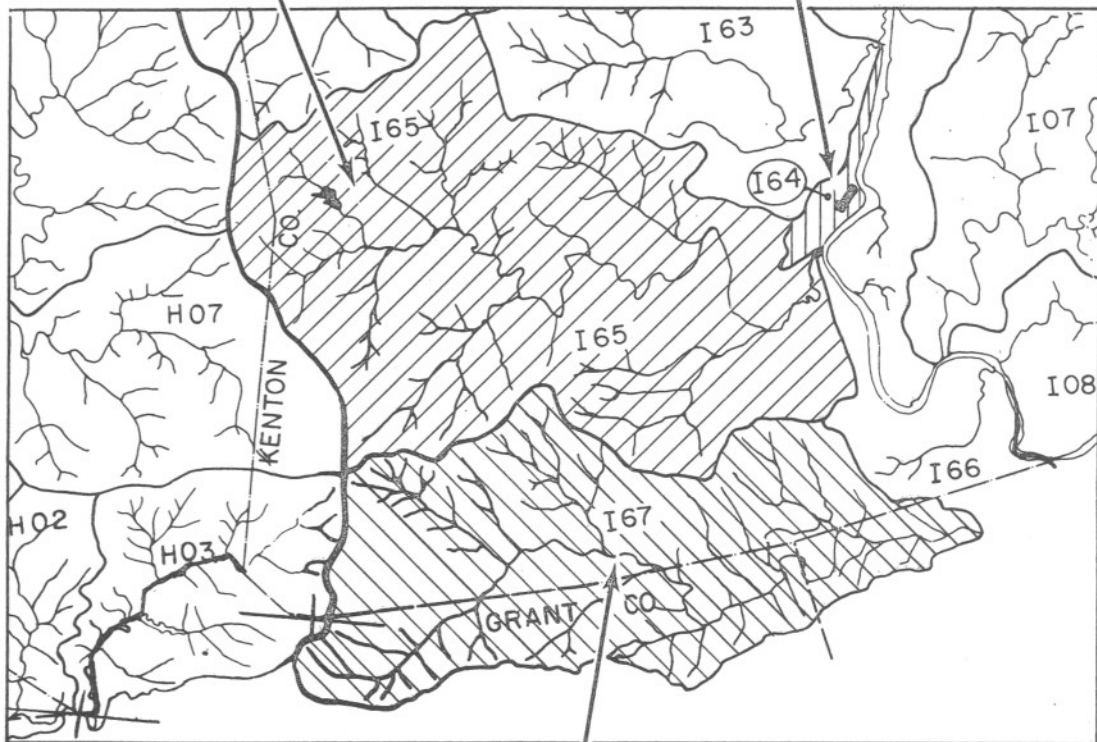 I63
I65
I07
I64
CO.
H07
I65
KENTON
I08
I66
H02
I67
H03
GRANT CO